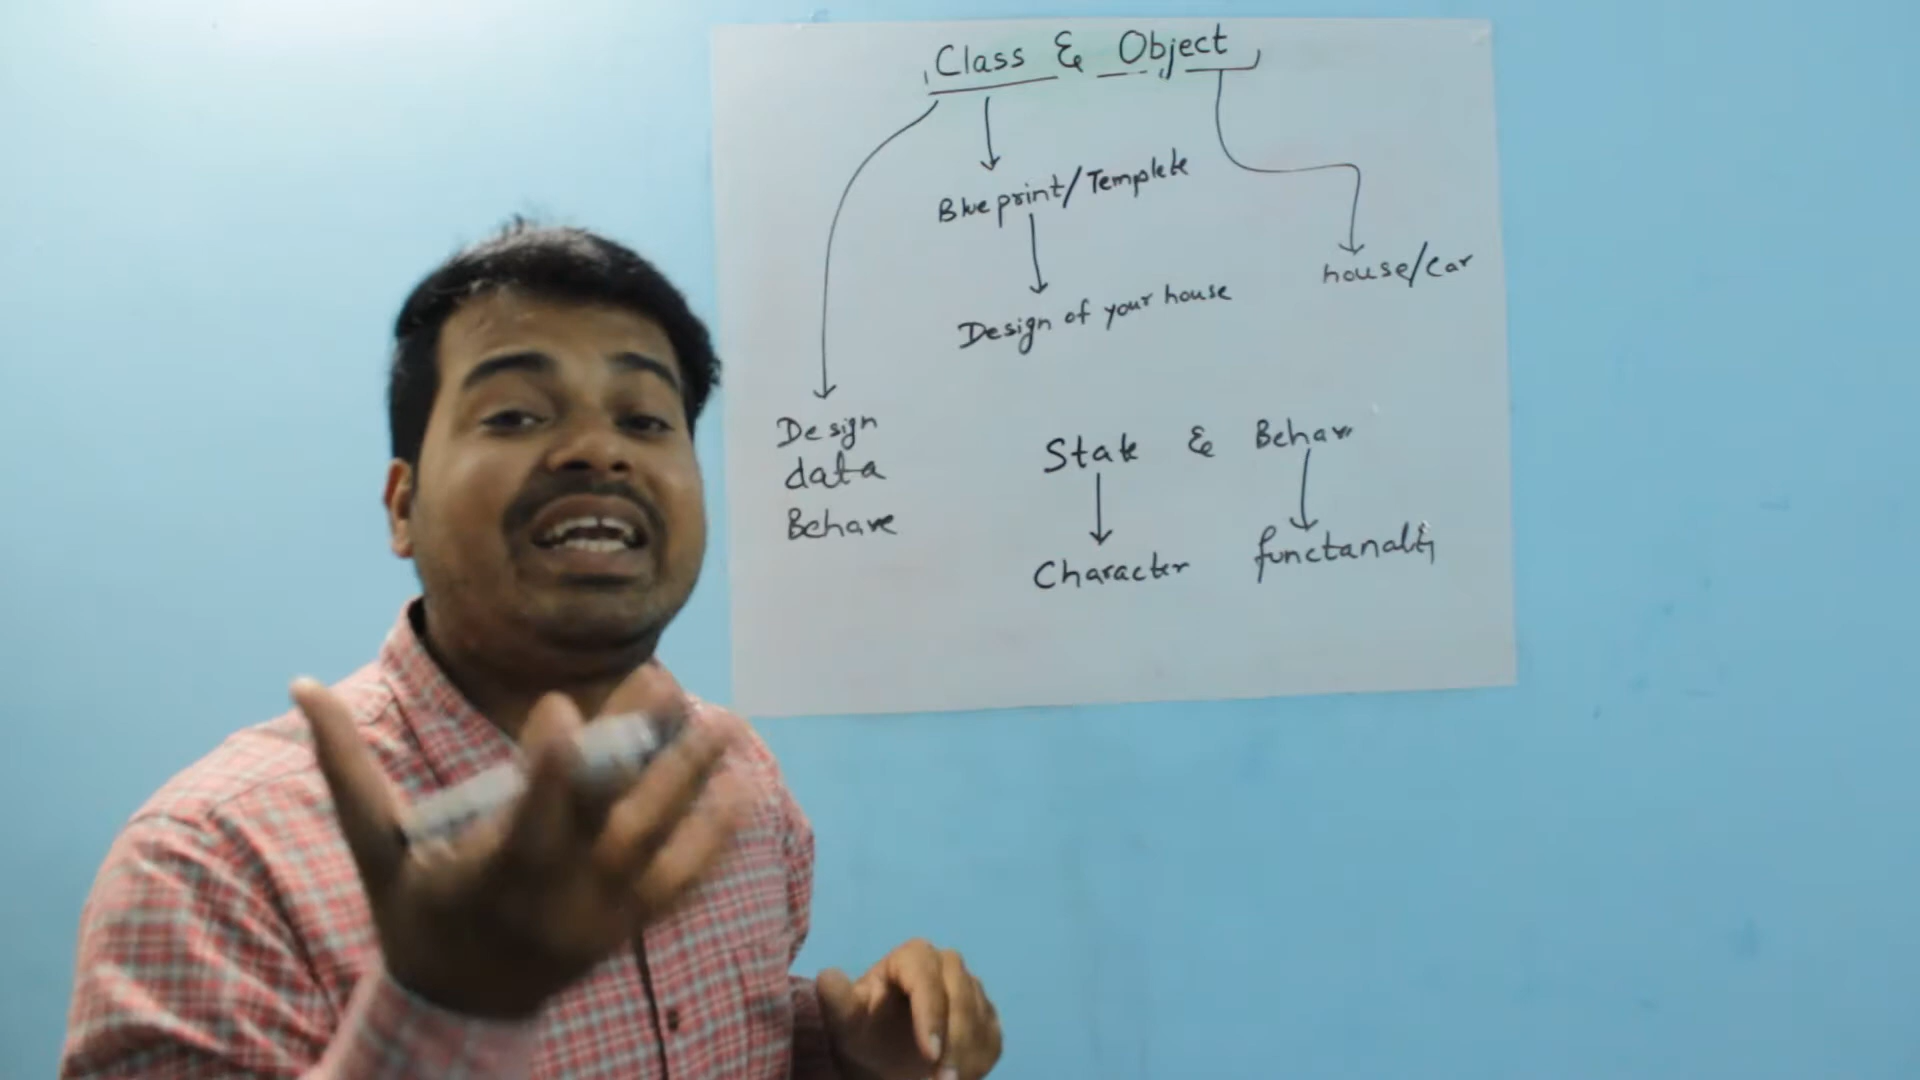 Class & Object
Blueprint/Templete
house/Car
Design of your house
Design
data
Behave
State & Behav
Character functanality